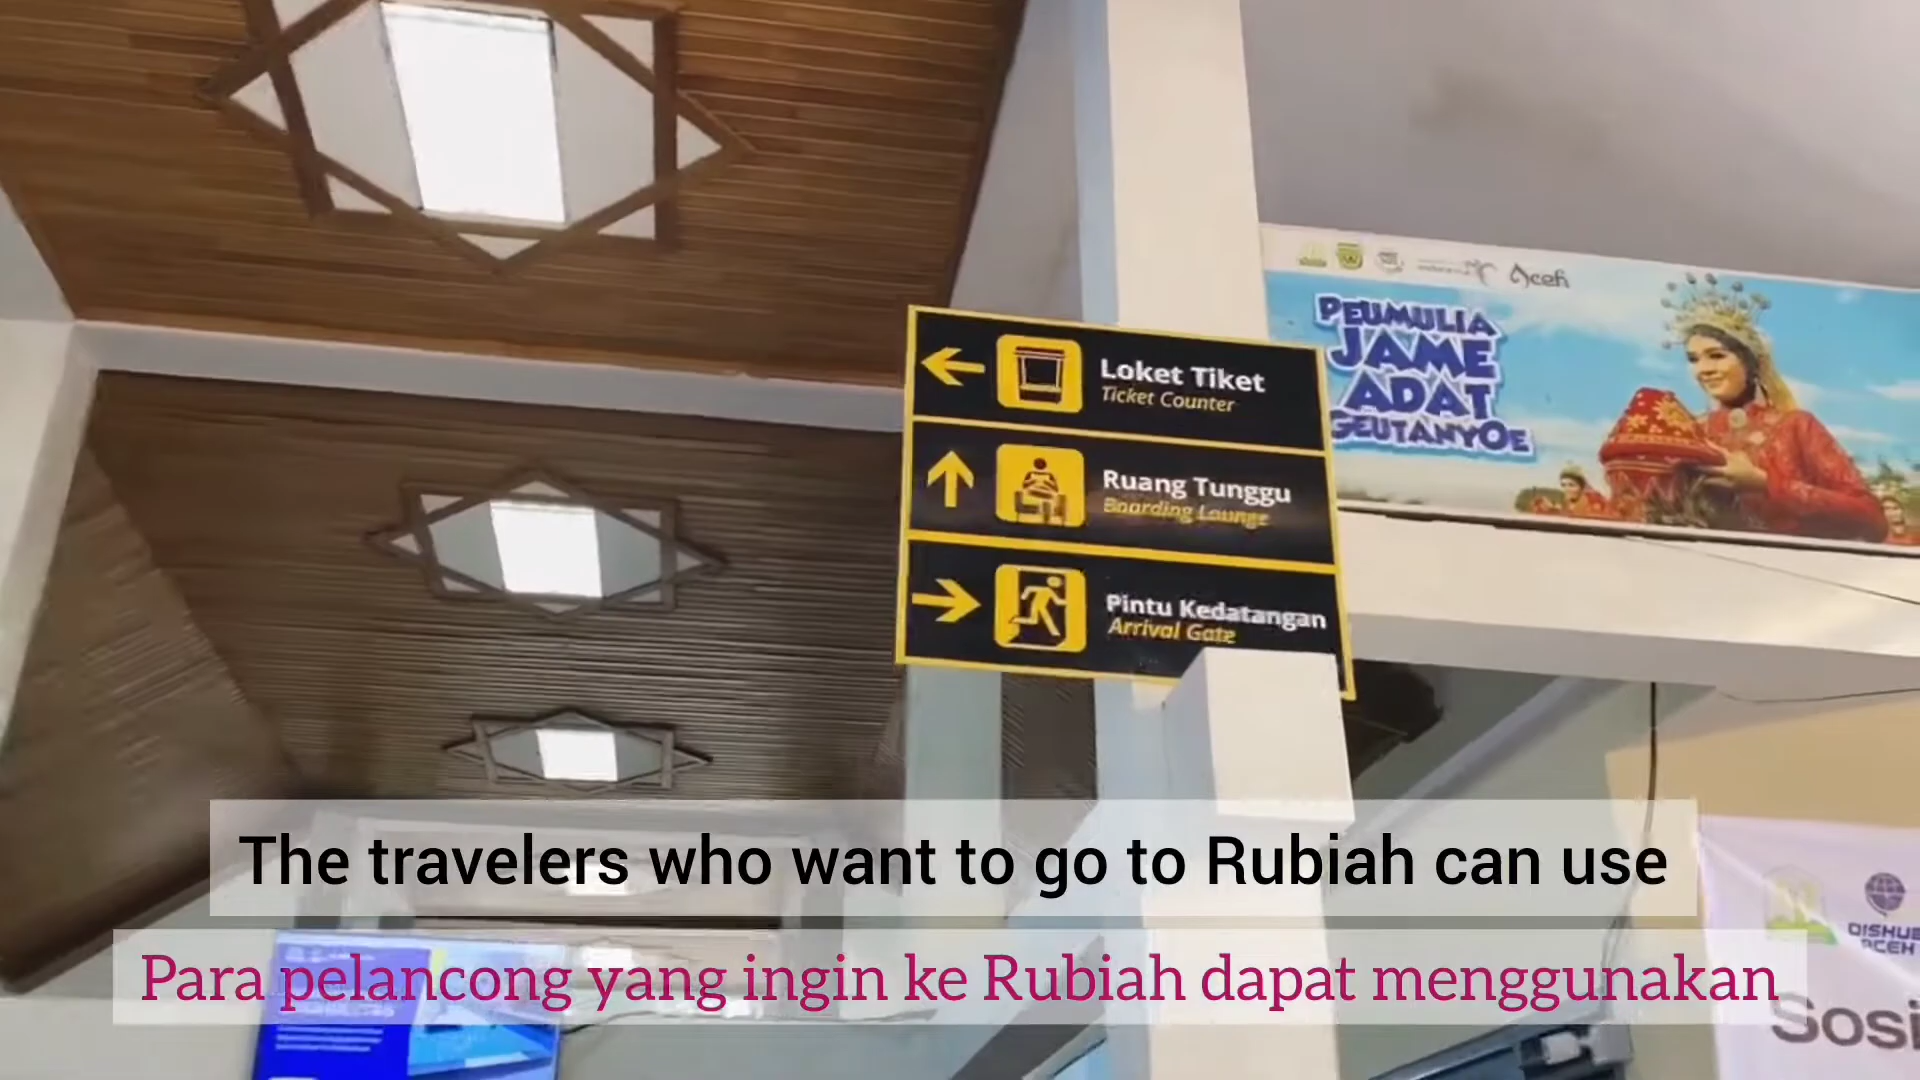 Aceh
PEUMULIA
JAME
ADAT
GEUTANYOE
Loket Tiket
Ticket Counter
Ruang Tunggu
Boarding Lounge
Pintu Kedatangan
Arrival Gate
The travelers who want to go to Rubiah can use
Para pelancong yang ingin ke Rubiah dapat menggunakan
DISHUB
ACEH
Sosi